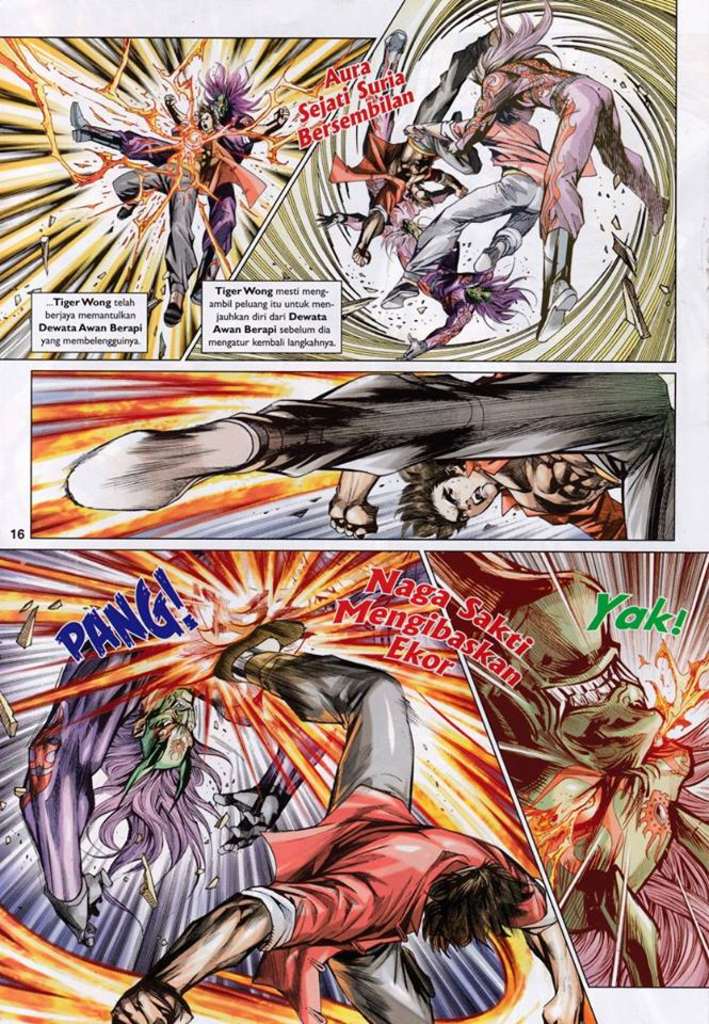 Aura
Sejati Suria
Bersembilan
...Tiger Wong telah
berjaya memantulkan
Dewata Awan Berapi
yang membelengguinya.
Tiger Wong mesti meng-
ambil peluang itu untuk men-
jauhkan diri dari Dewata
Awan Berapi sebelum dia
mengatur kembali langkahnya.
16
PANG!
Naga Sakti
Mengibaskan
Ekor
Yak!